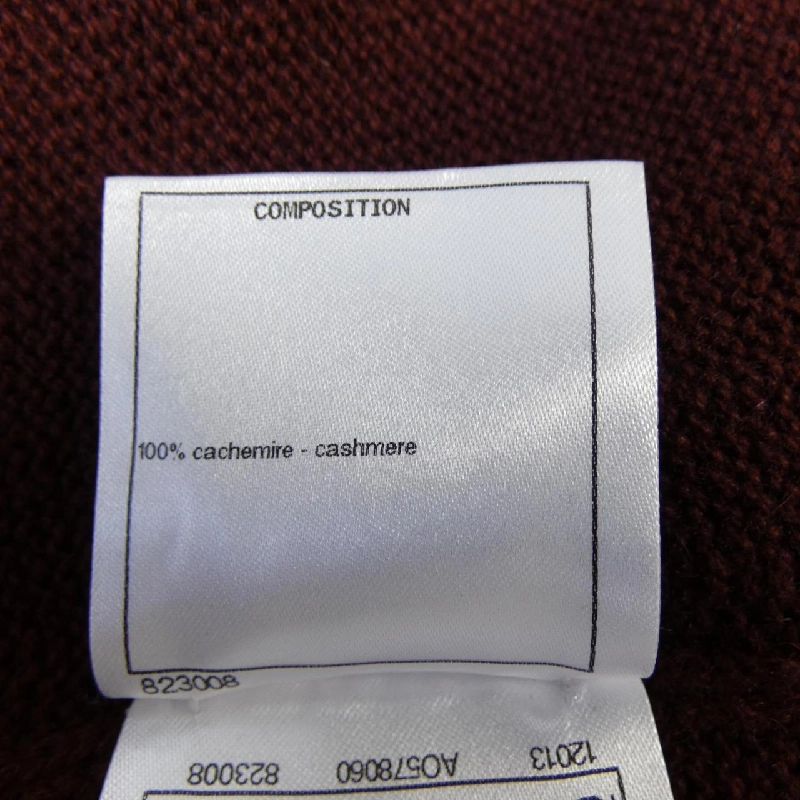 COMPOSITION
100% cachemire - cashmere
823008
12013 AO578060 823008